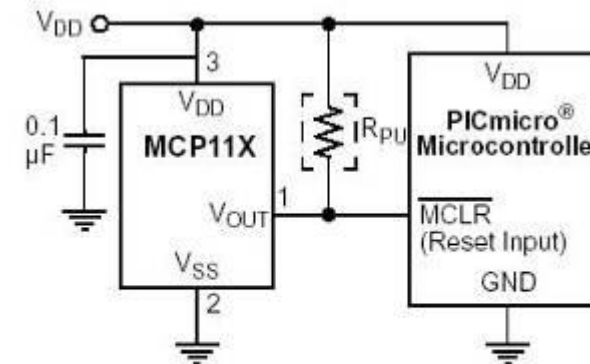 VDD
3
VDD
0.1
µF
MCP11X
1
VOUT
VSS
2
RPU
VDD
PICmicro®
Microcontrolle
MCLR
(Reset Input)
GND